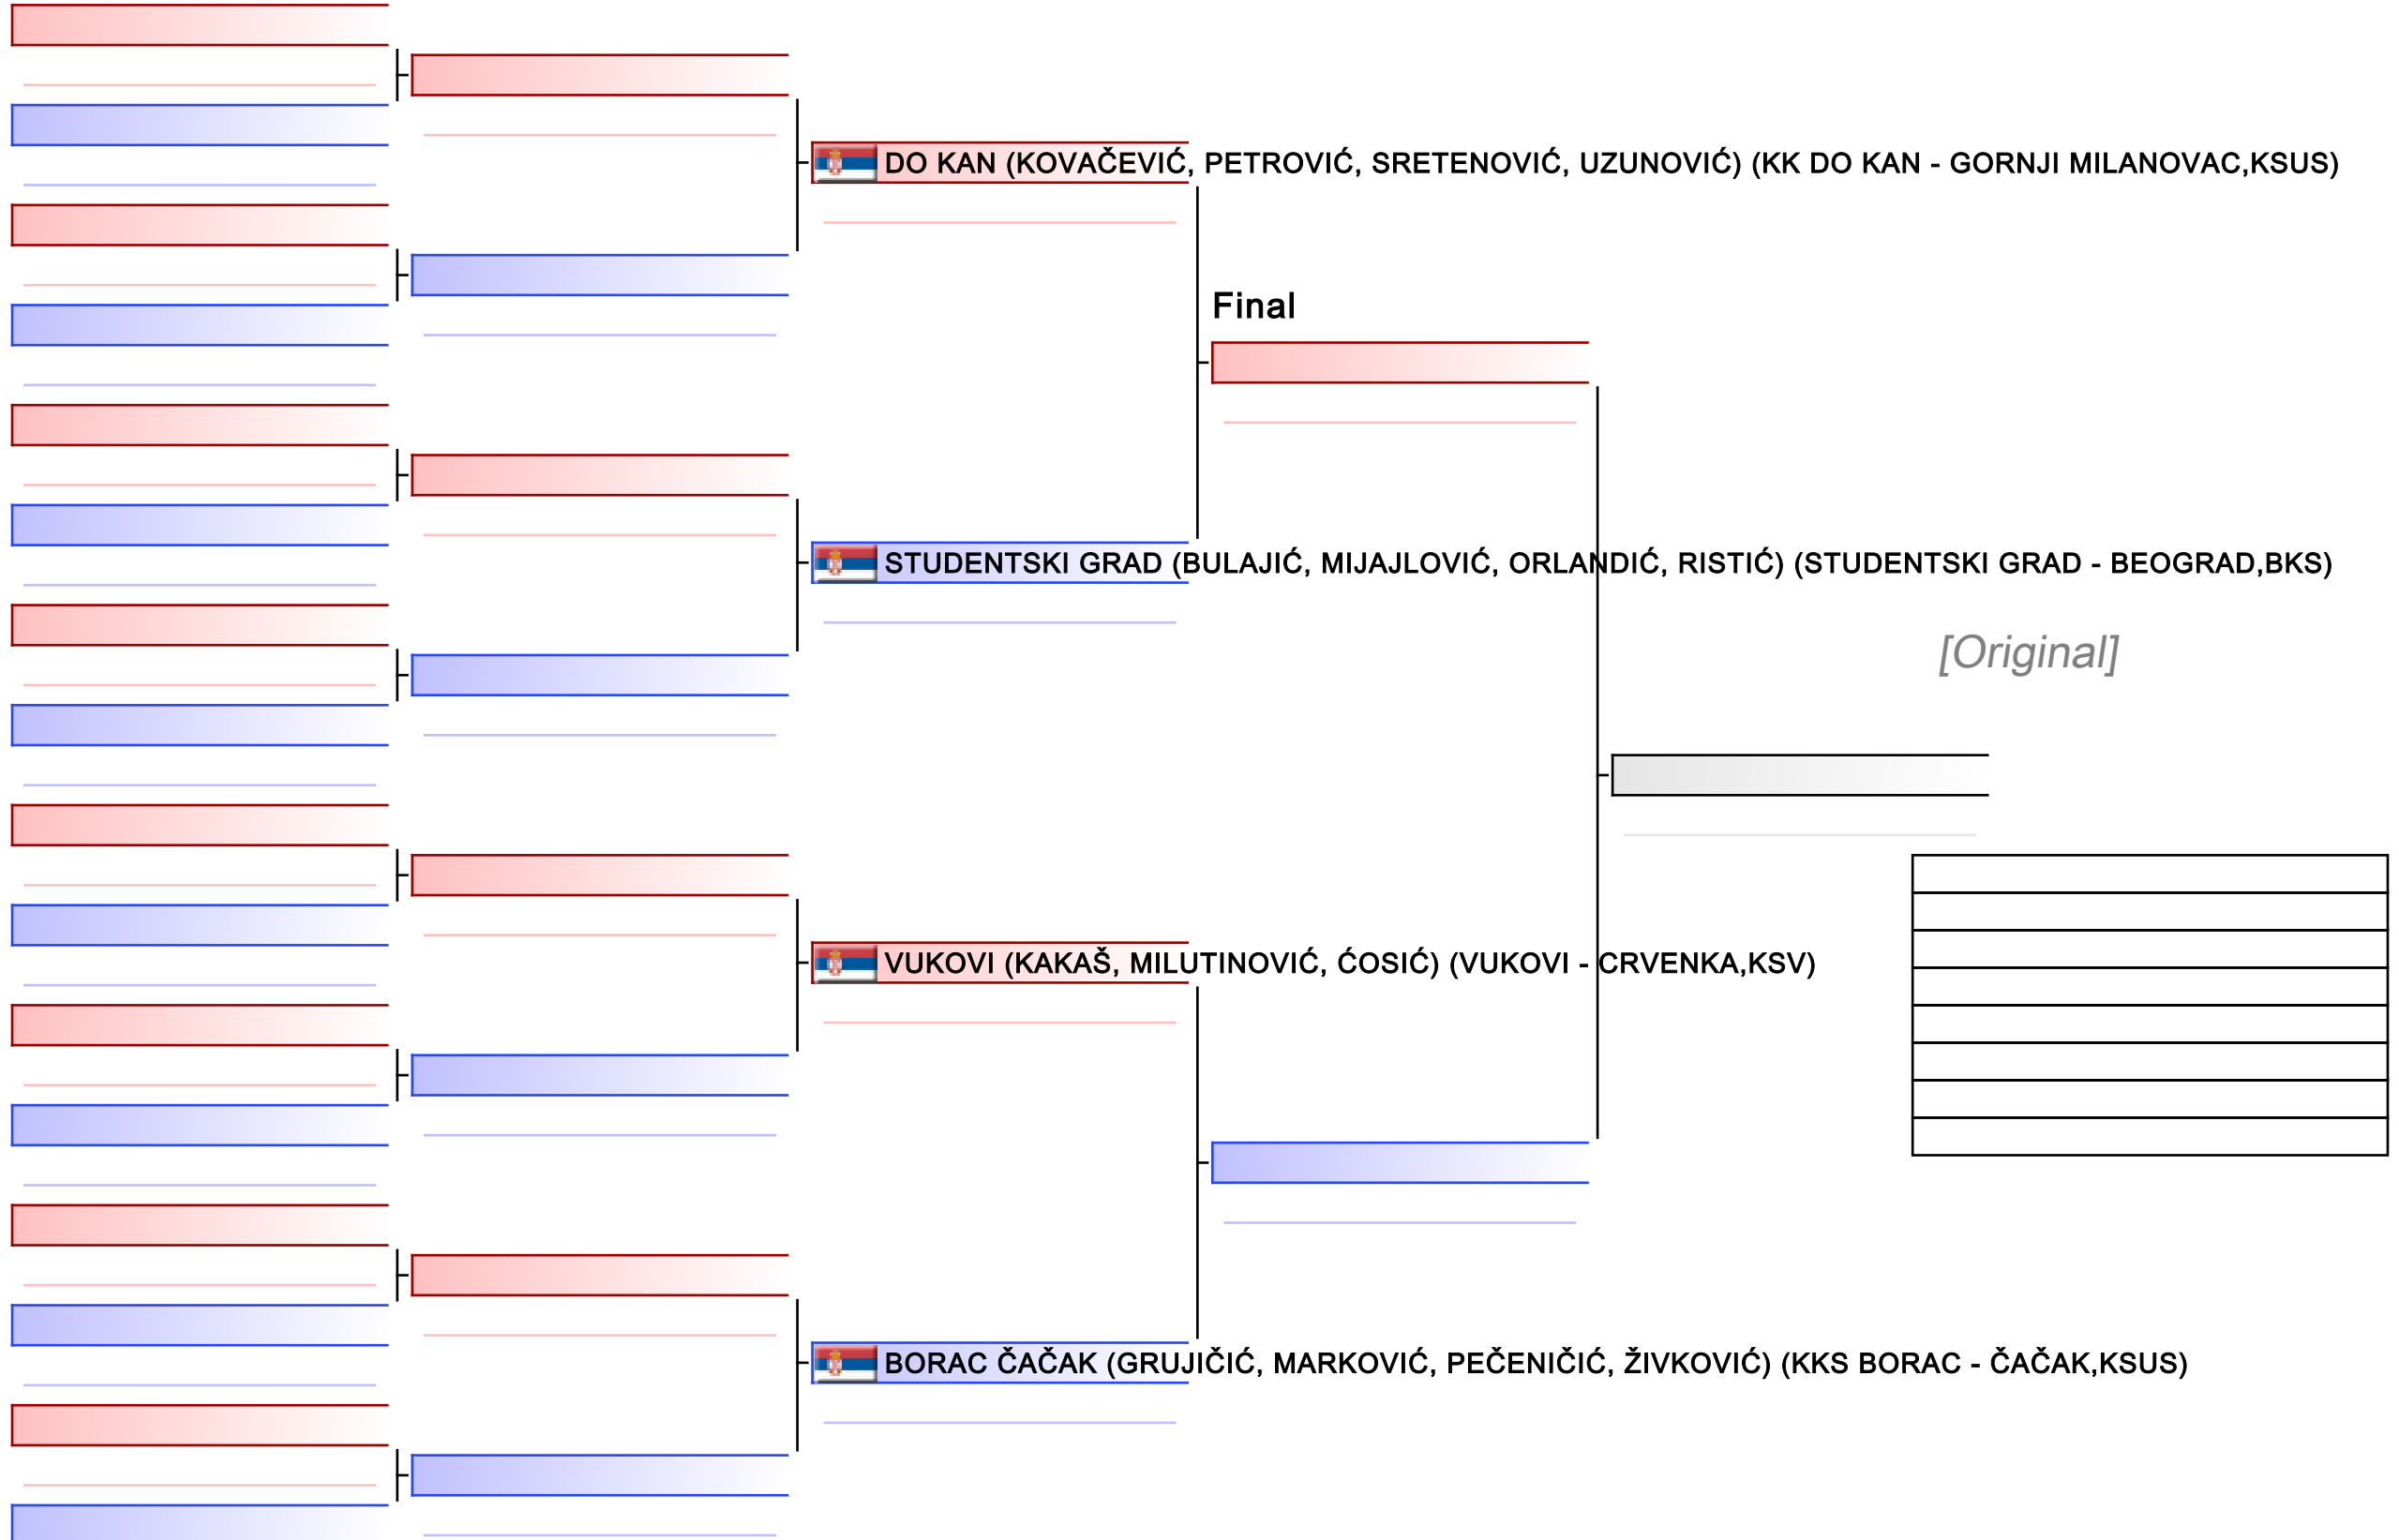 DO KAN (KOVAČEVIĆ, PETROVIĆ, SRETENOVIĆ, UZUNOVIĆ) (KK DO KAN - GORNJI MILANOVAC,KSUS)
Final
STUDENTSKI GRAD (BULAJIĆ, MIJAJLOVIĆ, ORLANDIĆ, RISTIĆ) (STUDENTSKI GRAD - BEOGRAD,BKS)
[Original]
VUKOVI (KAKAŠ, MILUTINOVIĆ, ĆOSIĆ) (VUKOVI - CRVENKA,KSV)
BORAC ČAČAK (GRUJIČIĆ, MARKOVIĆ, PEČENIČIĆ, ŽIVKOVIĆ) (KKS BORAC - ČAČAK,KSUS)